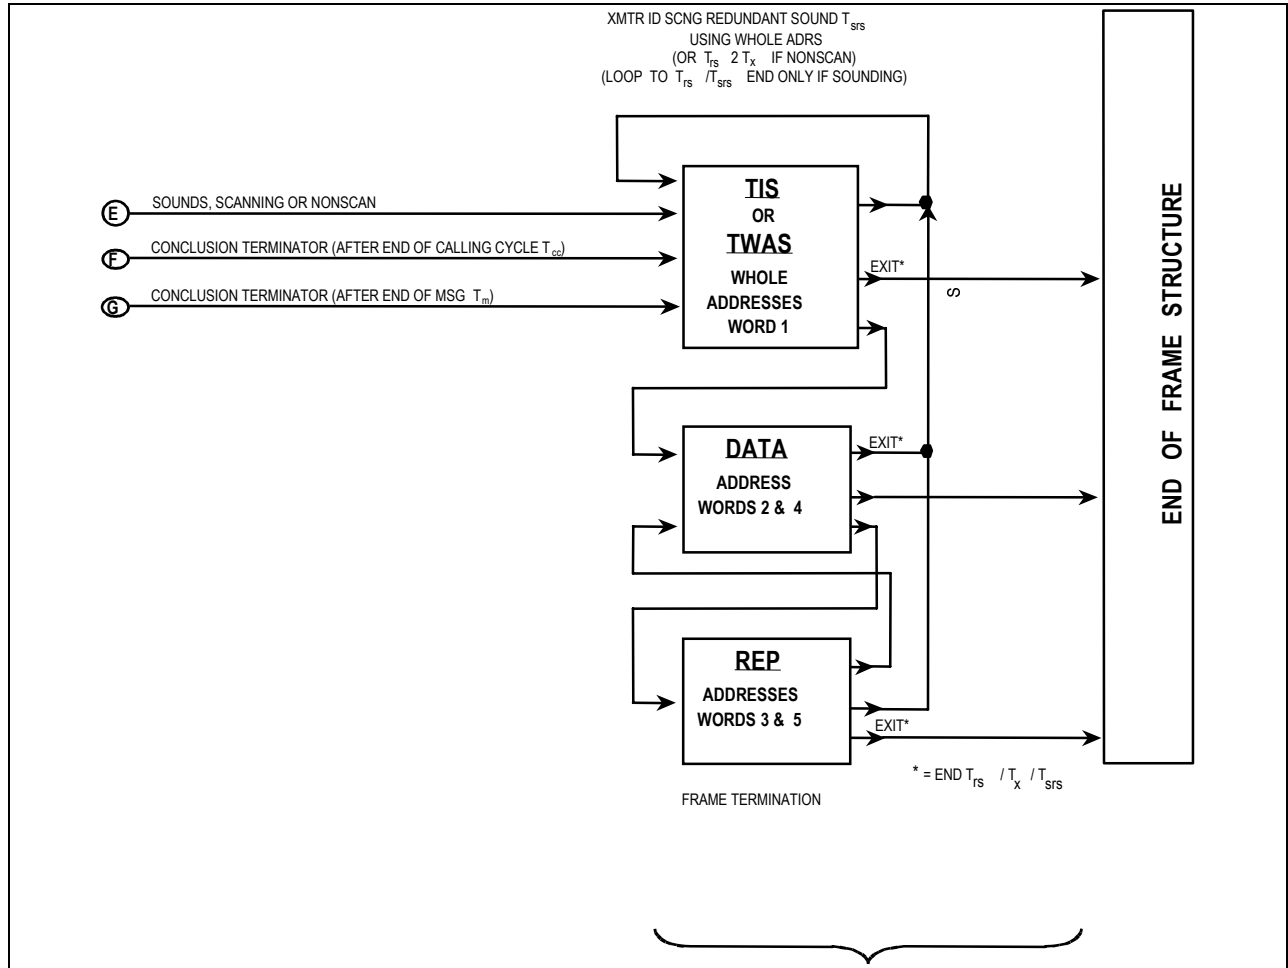 XMTR ID SCNG REDUNDANT SOUND Tsrs
USING WHOLE ADRS
(OR Trs 2 Tx IF NONSCAN)
(LOOP TO Trs /Tsrs END ONLY IF SOUNDING)
E
SOUNDS, SCANNING OR NONSCAN
F
CONCLUSION TERMINATOR (AFTER END OF CALLING CYCLE Tcc)
G
CONCLUSION TERMINATOR (AFTER END OF MSG Tm)
TIS
OR
TWAS
WHOLE
ADDRESSES
WORD 1
EXIT*
S
DATA
ADDRESS
WORDS 2 & 4
EXIT*
REP
ADDRESSES
WORDS 3 & 5
EXIT*
* = END Trs / Tx / Tsrs
FRAME TERMINATION
END OF FRAME STRUCTURE